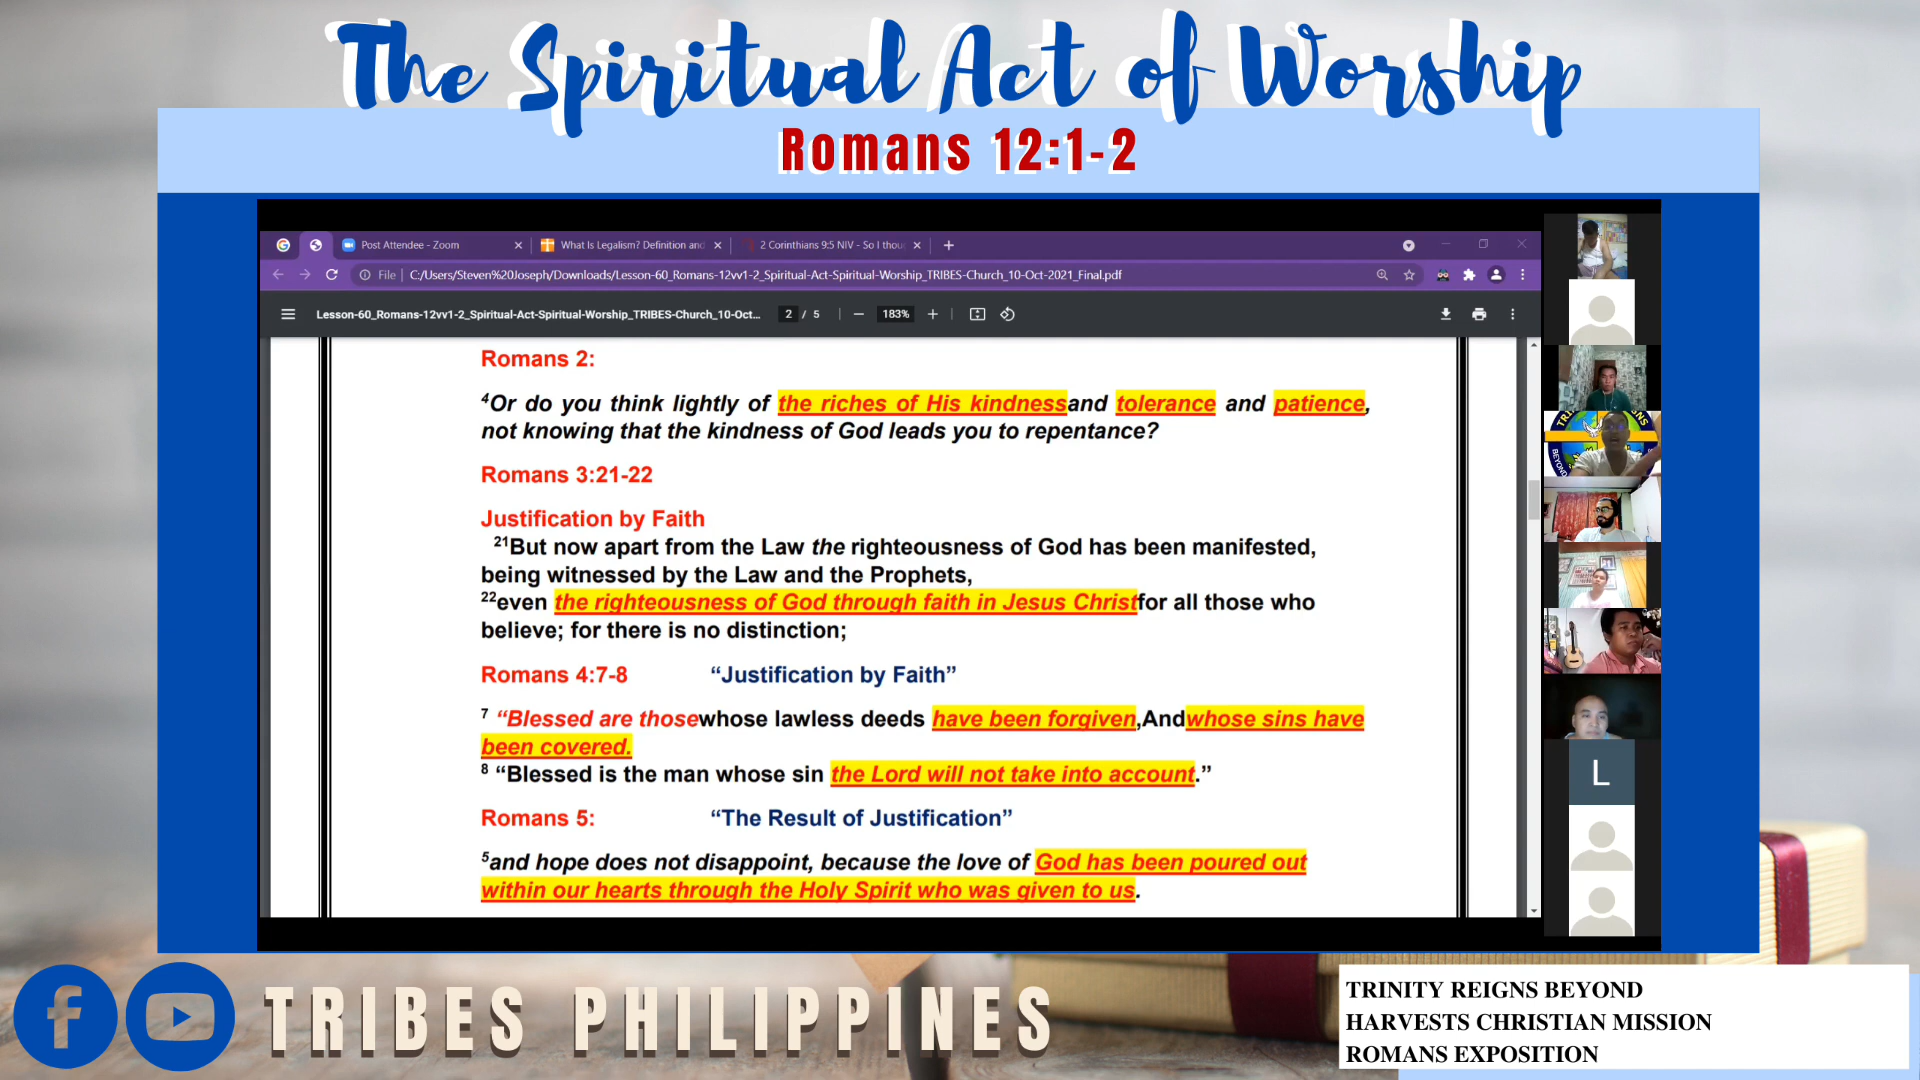 The Spiritual Act of Worship
Romans 12:1-2
Post Attendee - Zoom
What Is Legalism? Definition and
2 Corinthians 9:5 NIV - So I thou
File | C:/Users/Steven%20Joseph/Downloads/Lesson-60_Romans-12vv1-2_Spiritual-Act-Spiritual-Worship_TRIBES-Church_10-Oct-2021_Final.pdf
Lesson-60_Romans-12vv1-2_Spiritual-Act-Spiritual-Worship_TRIBES-Church_10-Oct... 2 / 5 183%
Romans 2:
4Or do you think lightly of the riches of His kindnessand tolerance and patience,
not knowing that the kindness of God leads you to repentance?
Romans 3:21-22
Justification by Faith
21But now apart from the Law the righteousness of God has been manifested,
being witnessed by the Law and the Prophets,
22even the righteousness of God through faith in Jesus Christfor all those who
believe; for there is no distinction;
Romans 4:7-8 “Justification by Faith”
7 “Blessed are thosewhose lawless deeds have been forgiven,Andwhose sins have
been covered.
8 “Blessed is the man whose sin the Lord will not take into account.”
Romans 5: “The Result of Justification”
5and hope does not disappoint, because the love of God has been poured out
within our hearts through the Holy Spirit who was given to us.
L
TRIBES PHILIPPINES
TRINITY REIGNS BEYOND
HARVESTS CHRISTIAN MISSION
ROMANS EXPOSITION